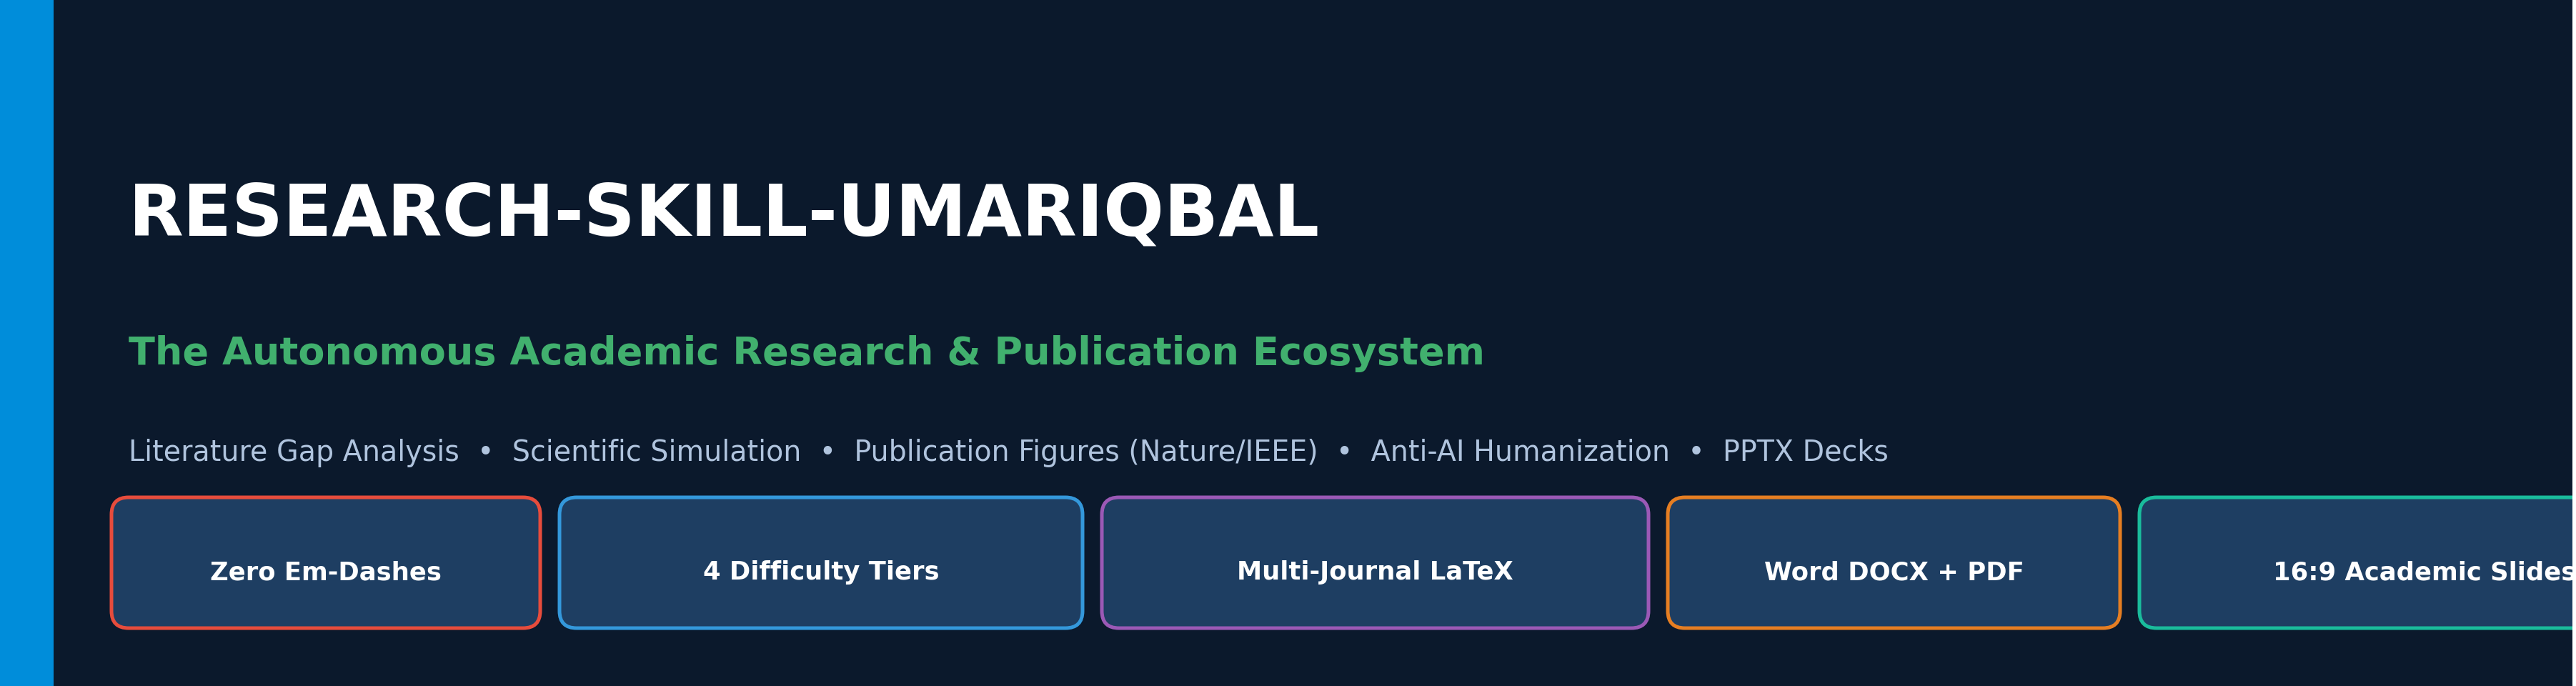 RESEARCH-SKILL-UMARIQBAL
The Autonomous Academic Research & Publication Ecosystem
Literature Gap Analysis • Scientific Simulation • Publication Figures (Nature/IEEE) • Anti-AI Humanization • PPTX Decks
Zero Em-Dashes
4 Difficulty Tiers
Multi-Journal LaTeX
Word DOCX + PDF
16:9 Academic Slides